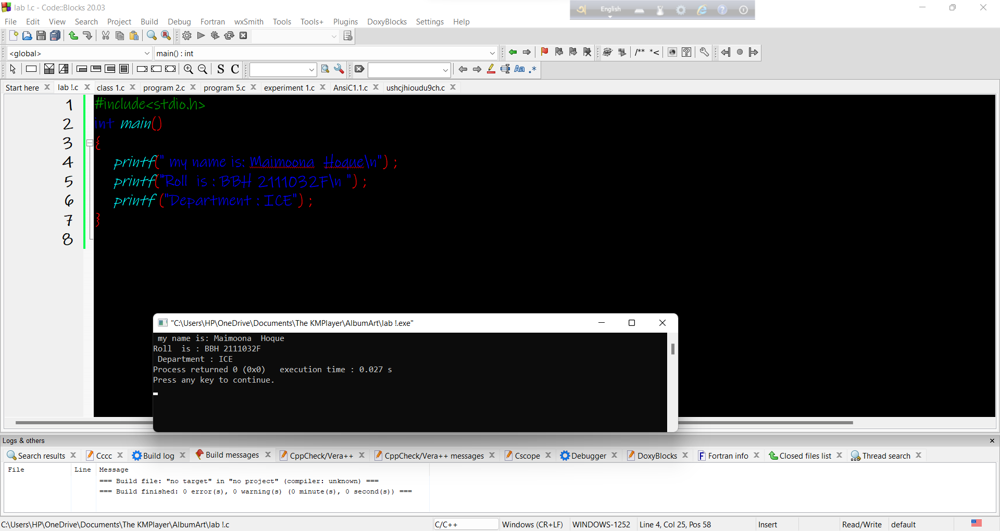 lab !.c - Code::Blocks 20.03
English
File Edit View Search Project Build Debug Fortran wxSmith Tools Tools+ Plugins DoxyBlocks Settings Help
<global> main() : int /** *<
S C Aa .*
Start here lab !.c class 1.c program 2.c program 5.c experiment 1.c AnsiC1.1.c ushcjhioudu9ch.c
1 #include<stdio.h>
2 int main()
3 {
4 printf(" my name is: Maimoona  Hoque\n") ;
5 printf("Roll  is : BBH 2111032F\n ") ;
6 printf ("Department : ICE") ;
7 }
8
"C:\Users\HP\OneDrive\Documents\The KMPlayer\AlbumArt\lab !.exe"
 my name is: Maimoona  Hoque
Roll  is : BBH 2111032F
 Department : ICE
Process returned 0 (0x0)   execution time : 0.027 s
Press any key to continue.
Logs & others
Search results Cccc Build log Build messages CppCheck/Vera++ CppCheck/Vera++ messages Cscope Debugger DoxyBlocks Fortran info Closed files list Thread search
File Line Message
=== Build file: "no target" in "no project" (compiler: unknown) ===
=== Build finished: 0 error(s), 0 warning(s) (0 minute(s), 0 second(s)) ===
C:\Users\HP\OneDrive\Documents\The KMPlayer\AlbumArt\lab !.c C/C++ Windows (CR+LF) WINDOWS-1252 Line 4, Col 25, Pos 58 Insert Read/Write default